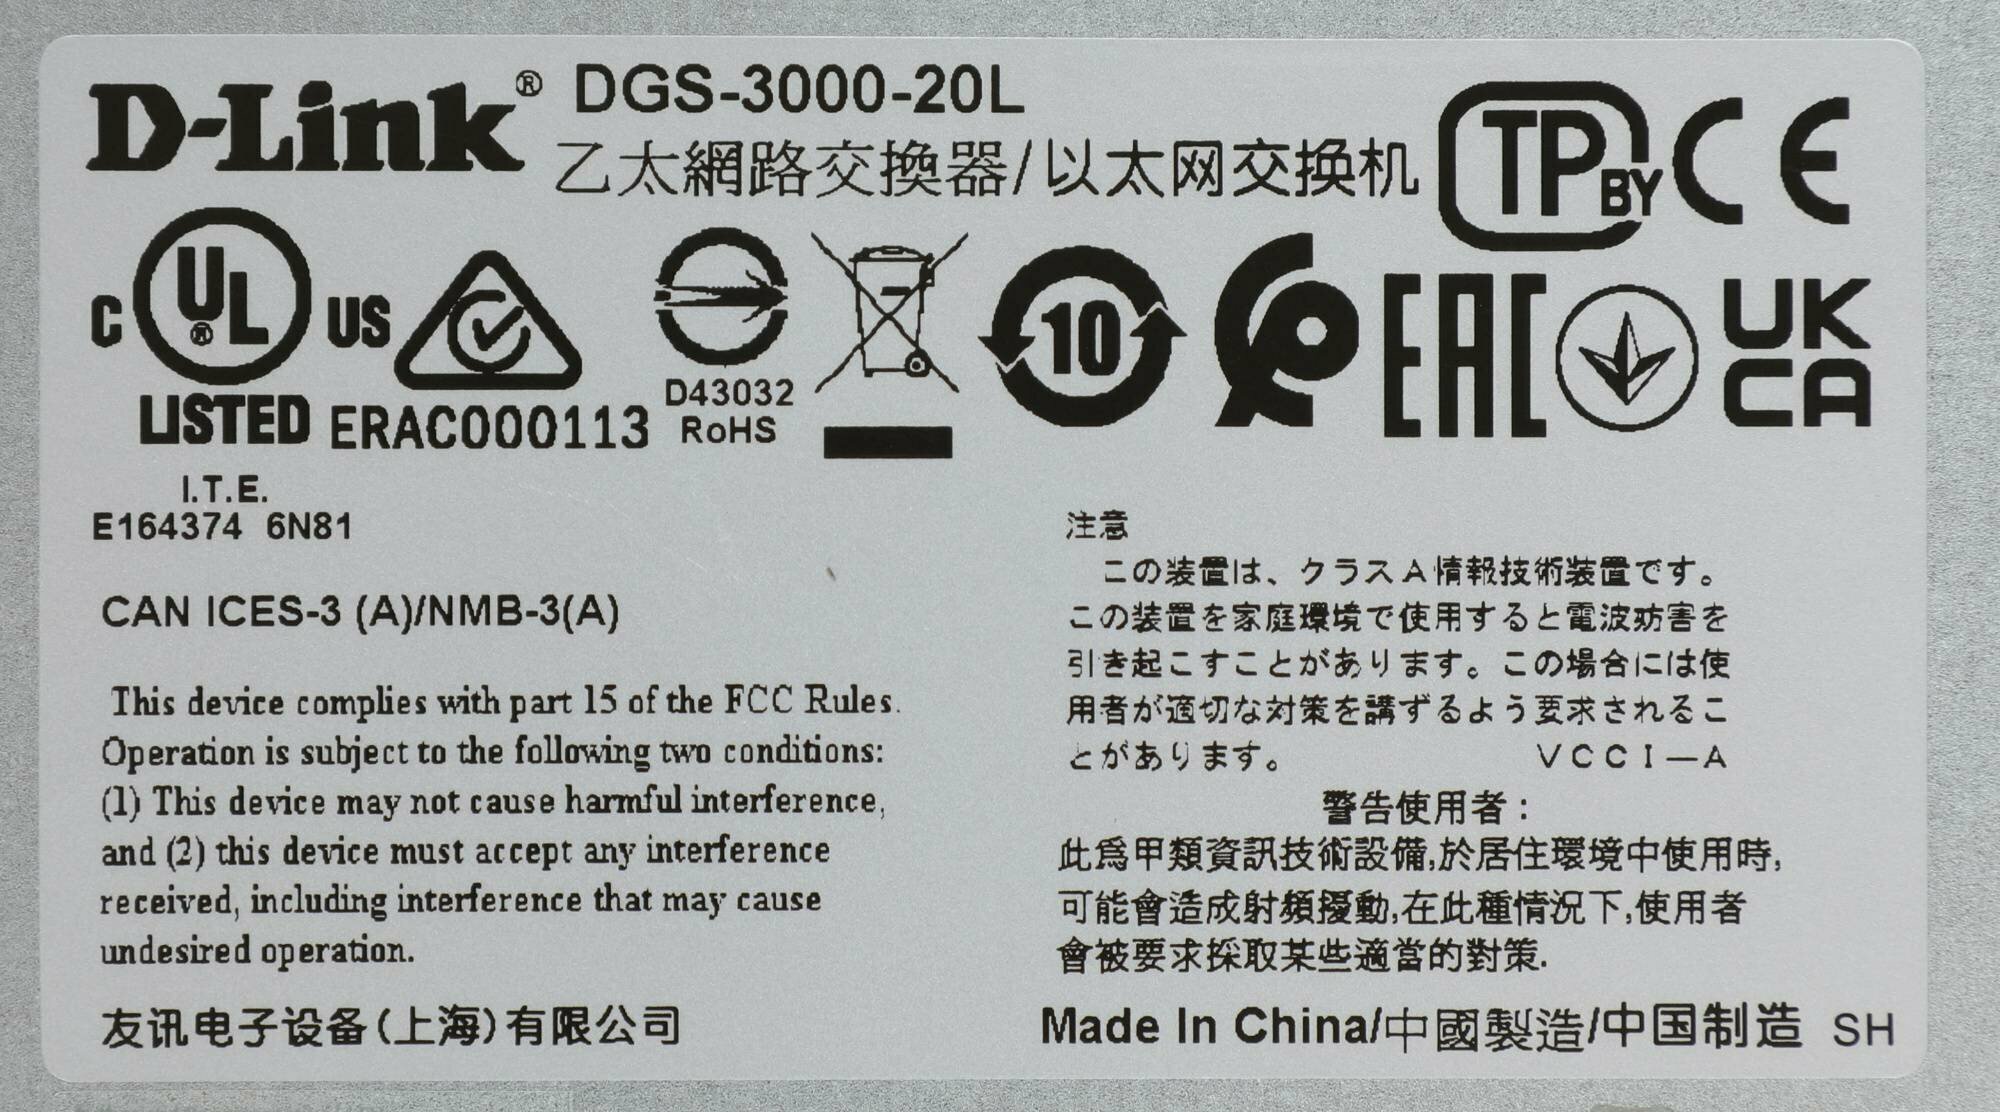 D-Link® DGS-3000-20L
乙太網路交換器/以太网交换机
TP BY CE
C UL® US
LISTED
ERAC000113
D43032
RoHS
10
EAC
UK
CA
I.T.E.
E164374 6N81
CAN ICES-3 (A)/NMB-3(A)
This device complies with part 15 of the FCC Rules.
Operation is subject to the following two conditions:
(1) This device may not cause harmful interference,
and (2) this device must accept any interference
received, including interference that may cause
undesired operation.
友讯电子设备(上海)有限公司
注意
この装置は、クラスA情報技術装置です。
この装置を家庭環境で使用すると電波妨害を
引き起こすことがあります。この場合には使
用者が適切な対策を講ずるよう要求されるこ
とがあります。 VCCI—A
警告使用者：
此爲甲類資訊技術設備,於居住環境中使用時,
可能會造成射頻擾動,在此種情況下,使用者
會被要求採取某些適當的對策.
Made In China/中國製造/中国制造 SH